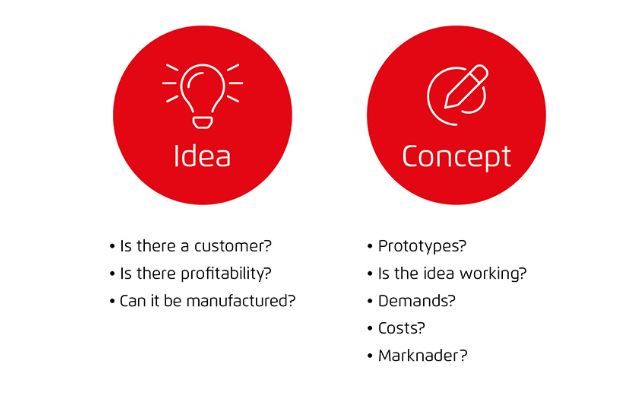 Idea
• Is there a customer?
• Is there profitability?
• Can it be manufactured?
Concept
• Prototypes?
• Is the idea working?
• Demands?
• Costs?
• Marknader?